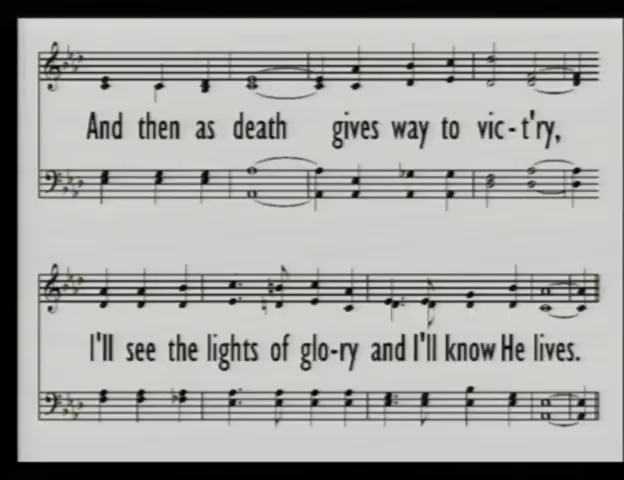 And then as death gives way to vic-t'ry,
I'll see the lights of glo-ry and I'll know He lives.